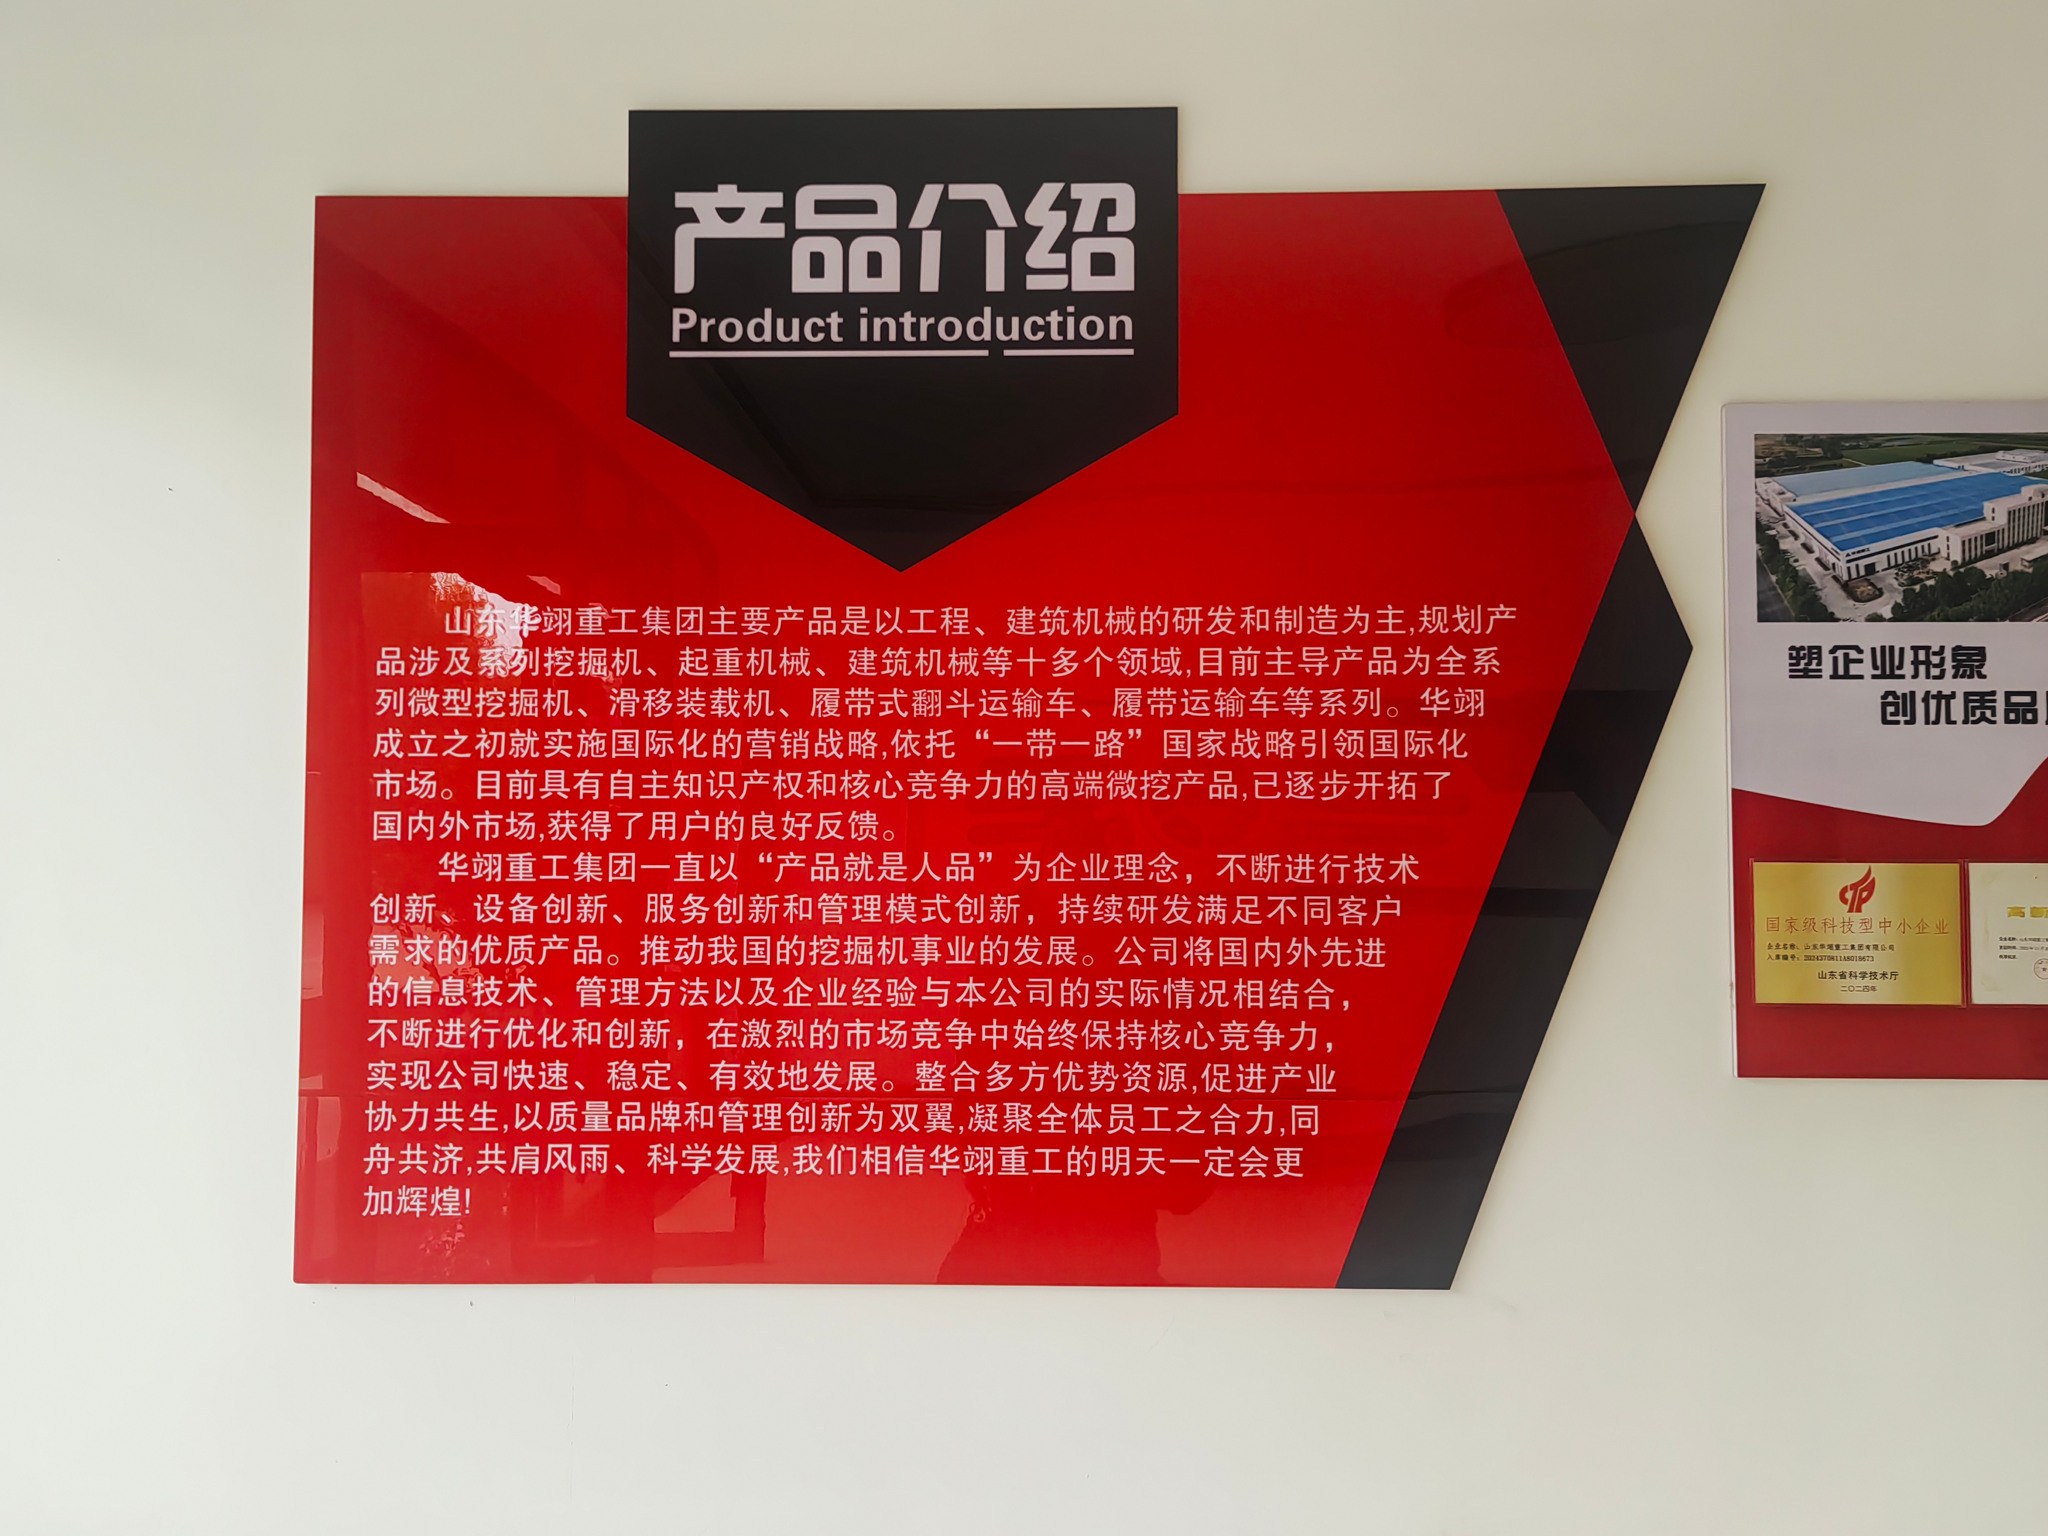 产品介绍
Product introduction
山东华翊重工集团主要产品是以工程、建筑机械的研发和制造为主,规划产
品涉及系列挖掘机、起重机械、建筑机械等十多个领域,目前主导产品为全系
列微型挖掘机、滑移装载机、履带式翻斗运输车、履带运输车等系列。华翊
成立之初就实施国际化的营销战略,依托“一带一路”国家战略引领国际化
市场。目前具有自主知识产权和核心竞争力的高端微挖产品,已逐步开拓了
国内外市场,获得了用户的良好反馈。
华翊重工集团一直以“产品就是人品”为企业理念，不断进行技术
创新、设备创新、服务创新和管理模式创新，持续研发满足不同客户
需求的优质产品。推动我国的挖掘机事业的发展。公司将国内外先进
的信息技术、管理方法以及企业经验与本公司的实际情况相结合，
不断进行优化和创新，在激烈的市场竞争中始终保持核心竞争力，
实现公司快速、稳定、有效地发展。整合多方优势资源,促进产业
协力共生,以质量品牌和管理创新为双翼,凝聚全体员工之合力,同
舟共济,共肩风雨、科学发展,我们相信华翊重工的明天一定会更
加辉煌!
塑企业形象
创优质品
国家级科技型中小企业
企业名称：山东华翊重工集团有限公司
山东省科学技术厅
二〇二四年